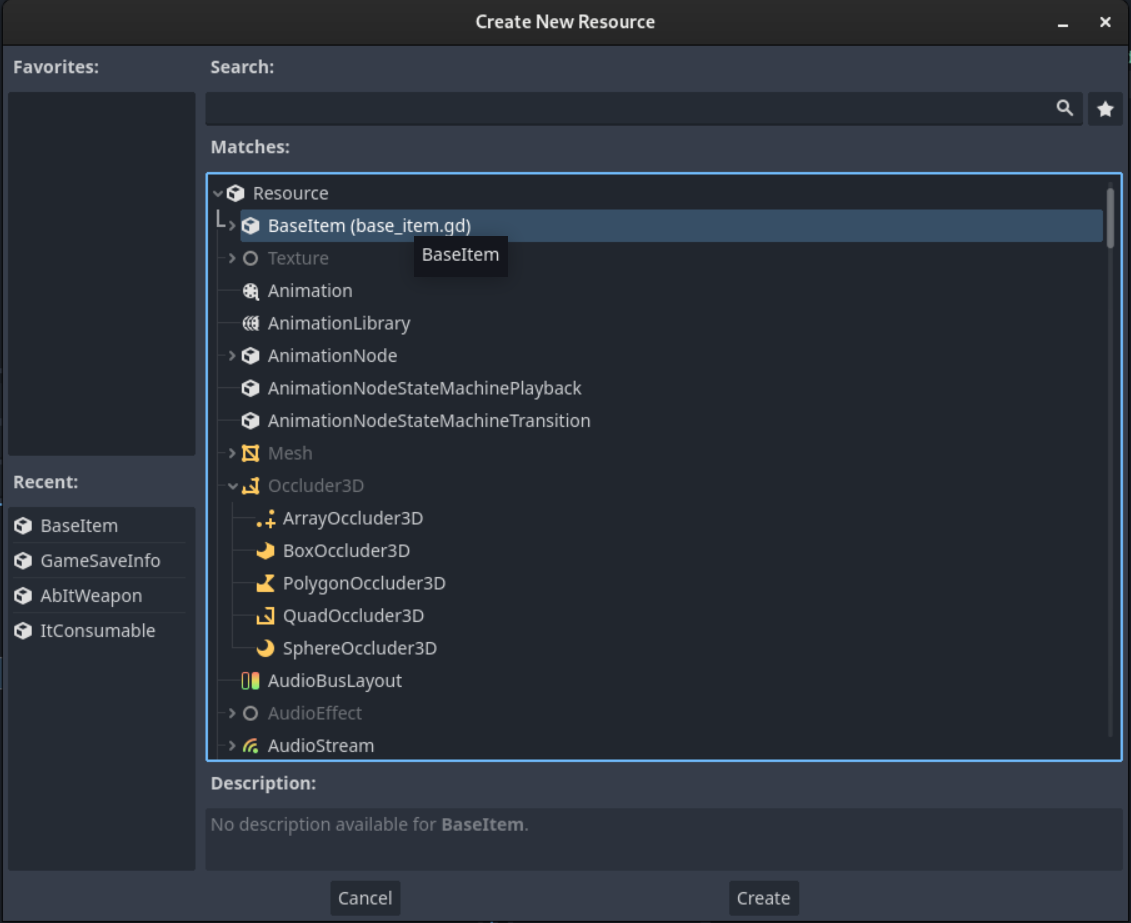 Create New Resource
Favorites:
Search:
Matches:
Resource
BaseItem (base_item.gd)
BaseItem
Texture
Animation
AnimationLibrary
AnimationNode
AnimationNodeStateMachinePlayback
AnimationNodeStateMachineTransition
Mesh
Occluder3D
ArrayOccluder3D
BoxOccluder3D
PolygonOccluder3D
QuadOccluder3D
SphereOccluder3D
AudioBusLayout
AudioEffect
AudioStream
Recent:
BaseItem
GameSaveInfo
AbItWeapon
ItConsumable
Description:
No description available for BaseItem.
Cancel
Create